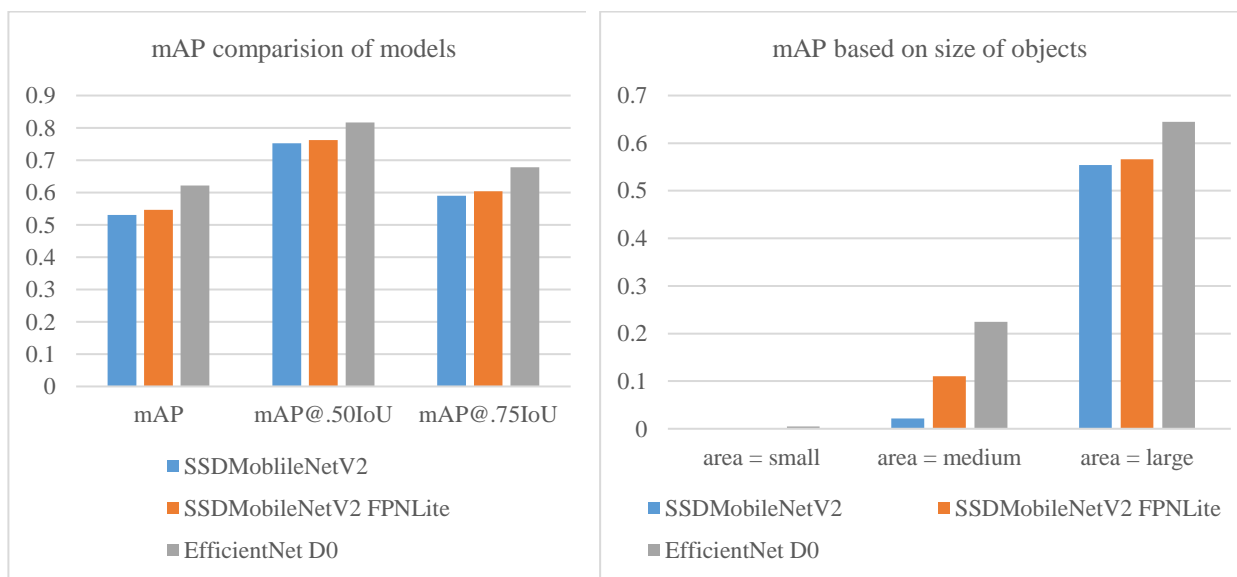 mAP comparision of models
0.9
0.8
0.7
0.6
0.5
0.4
0.3
0.2
0.1
0
mAP mAP@.50IoU mAP@.75IoU
SSDMoblileNetV2
SSDMobileNetV2 FPNLite
EfficientNet D0
mAP based on size of objects
0.7
0.6
0.5
0.4
0.3
0.2
0.1
0
area = small area = medium area = large
SSDMobileNetV2 SSDMobileNetV2 FPNLite
EfficientNet D0